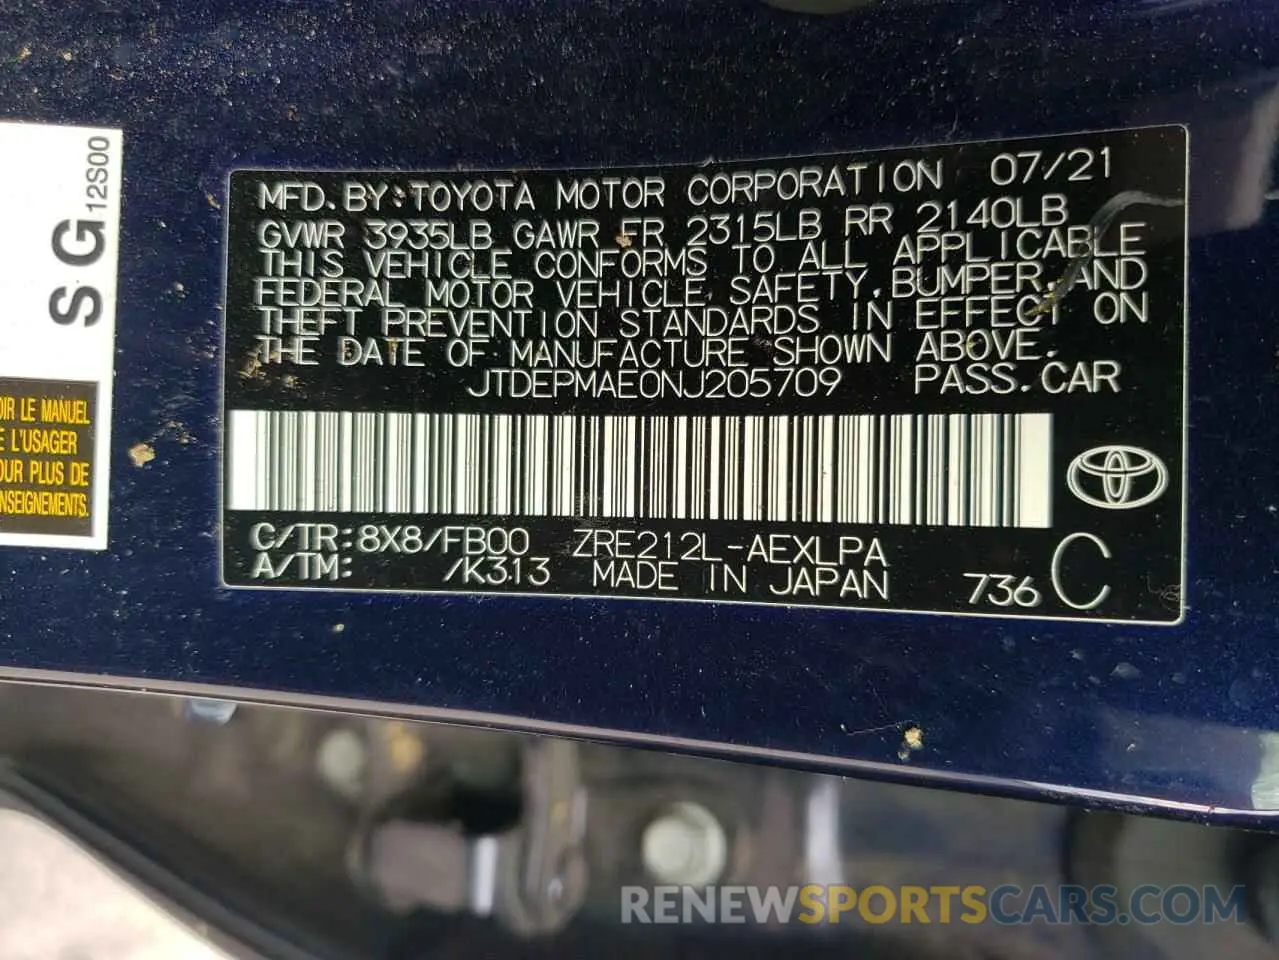 MFD. BY: TOYOTA MOTOR CORPORATION 07/21
GVWR 3935LB GAWR FR 2315LB RR 2140LB
THIS VEHICLE CONFORMS TO ALL APPLICABLE
FEDERAL MOTOR VEHICLE SAFETY, BUMPER, AND
THEFT PREVENTION STANDARDS IN EFFECT ON
THE DATE OF MANUFACTURE SHOWN ABOVE.
JTDEPMAE0NJ205709 PASS.CAR
C/TR: 8X8/FB00 ZRE212L-AEXLPA
A/TM: /K313 MADE IN JAPAN 736 C
SG 12S00
LE MANUEL
L'USAGER
PLUS DE
RENEWSPORTSCARS.COM